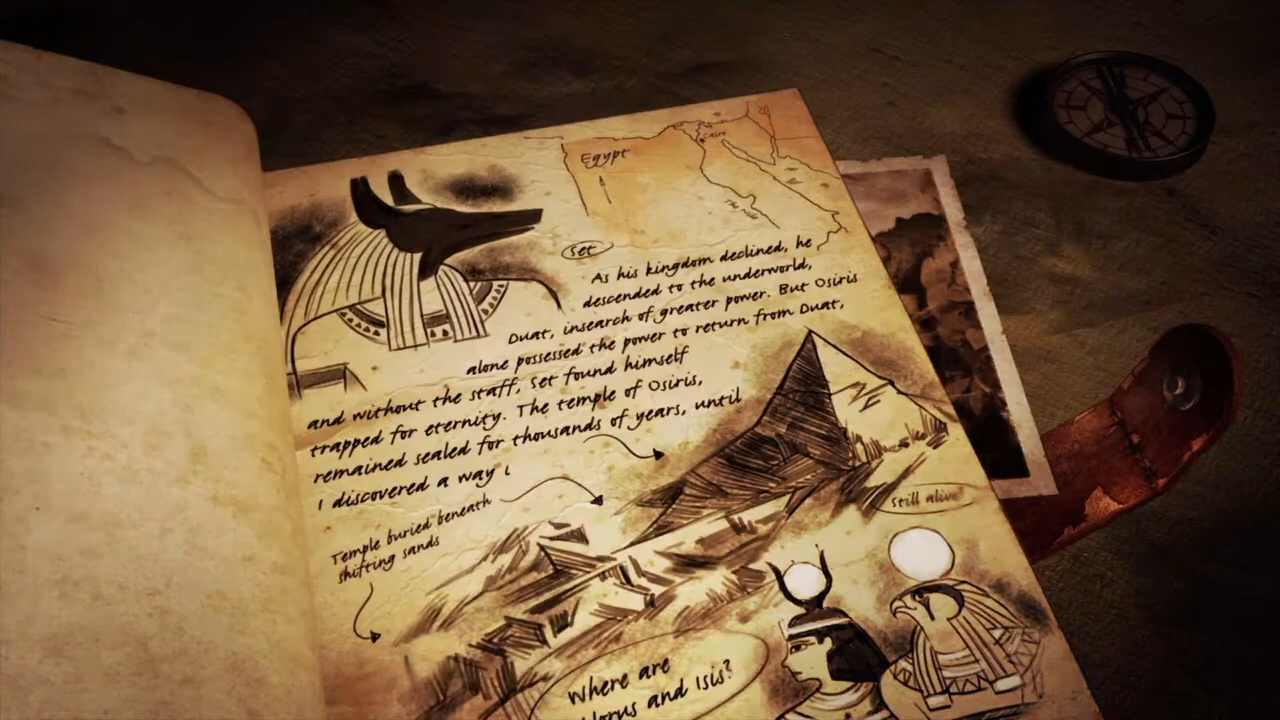 Egypt
Cairo
The Nile
Set
As his kingdom declined, he
descended to the underworld,
Duat, insearch of greater power. But Osiris
alone possessed the power to return from Duat,
and without the staff, Set found himself
trapped for eternity. The temple of Osiris,
remained sealed for thousands of years, until
I discovered a way
Temple buried beneath
shifting sands
Still alive?
Where are
Horus and Isis?